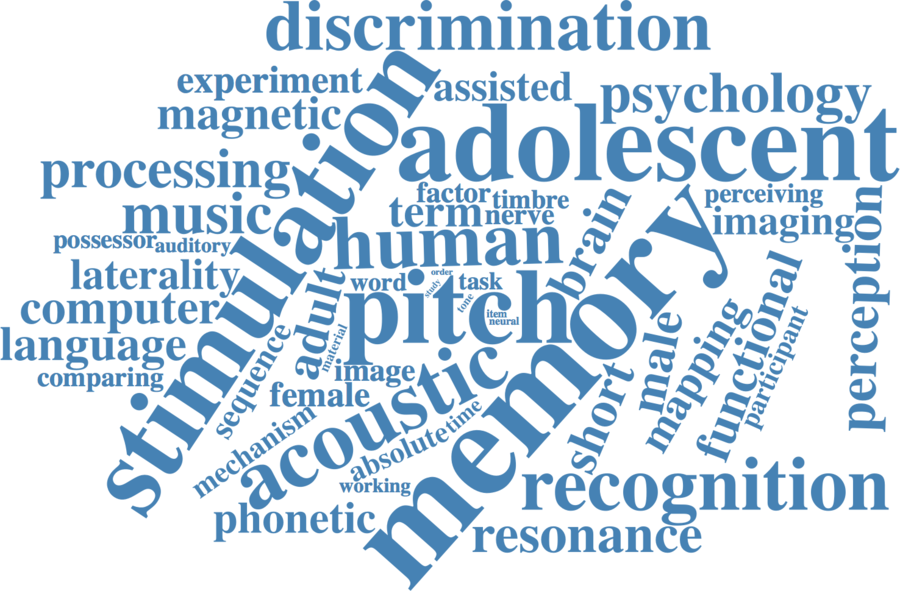 discrimination
experiment
assisted
psychology
magnetic
stimulation
adolescent
processing
factor
timbre
perceiving
music
term
nerve
brain
imaging
possessor
auditory
human
memory
perception
laterality
word
order
task
study
computer
adult
pitch
tone
item
neural
functional
language
sequence
material
male
mapping
participant
comparing
image
female
acoustic
short
mechanism
absolute
time
working
recognition
phonetic
resonance